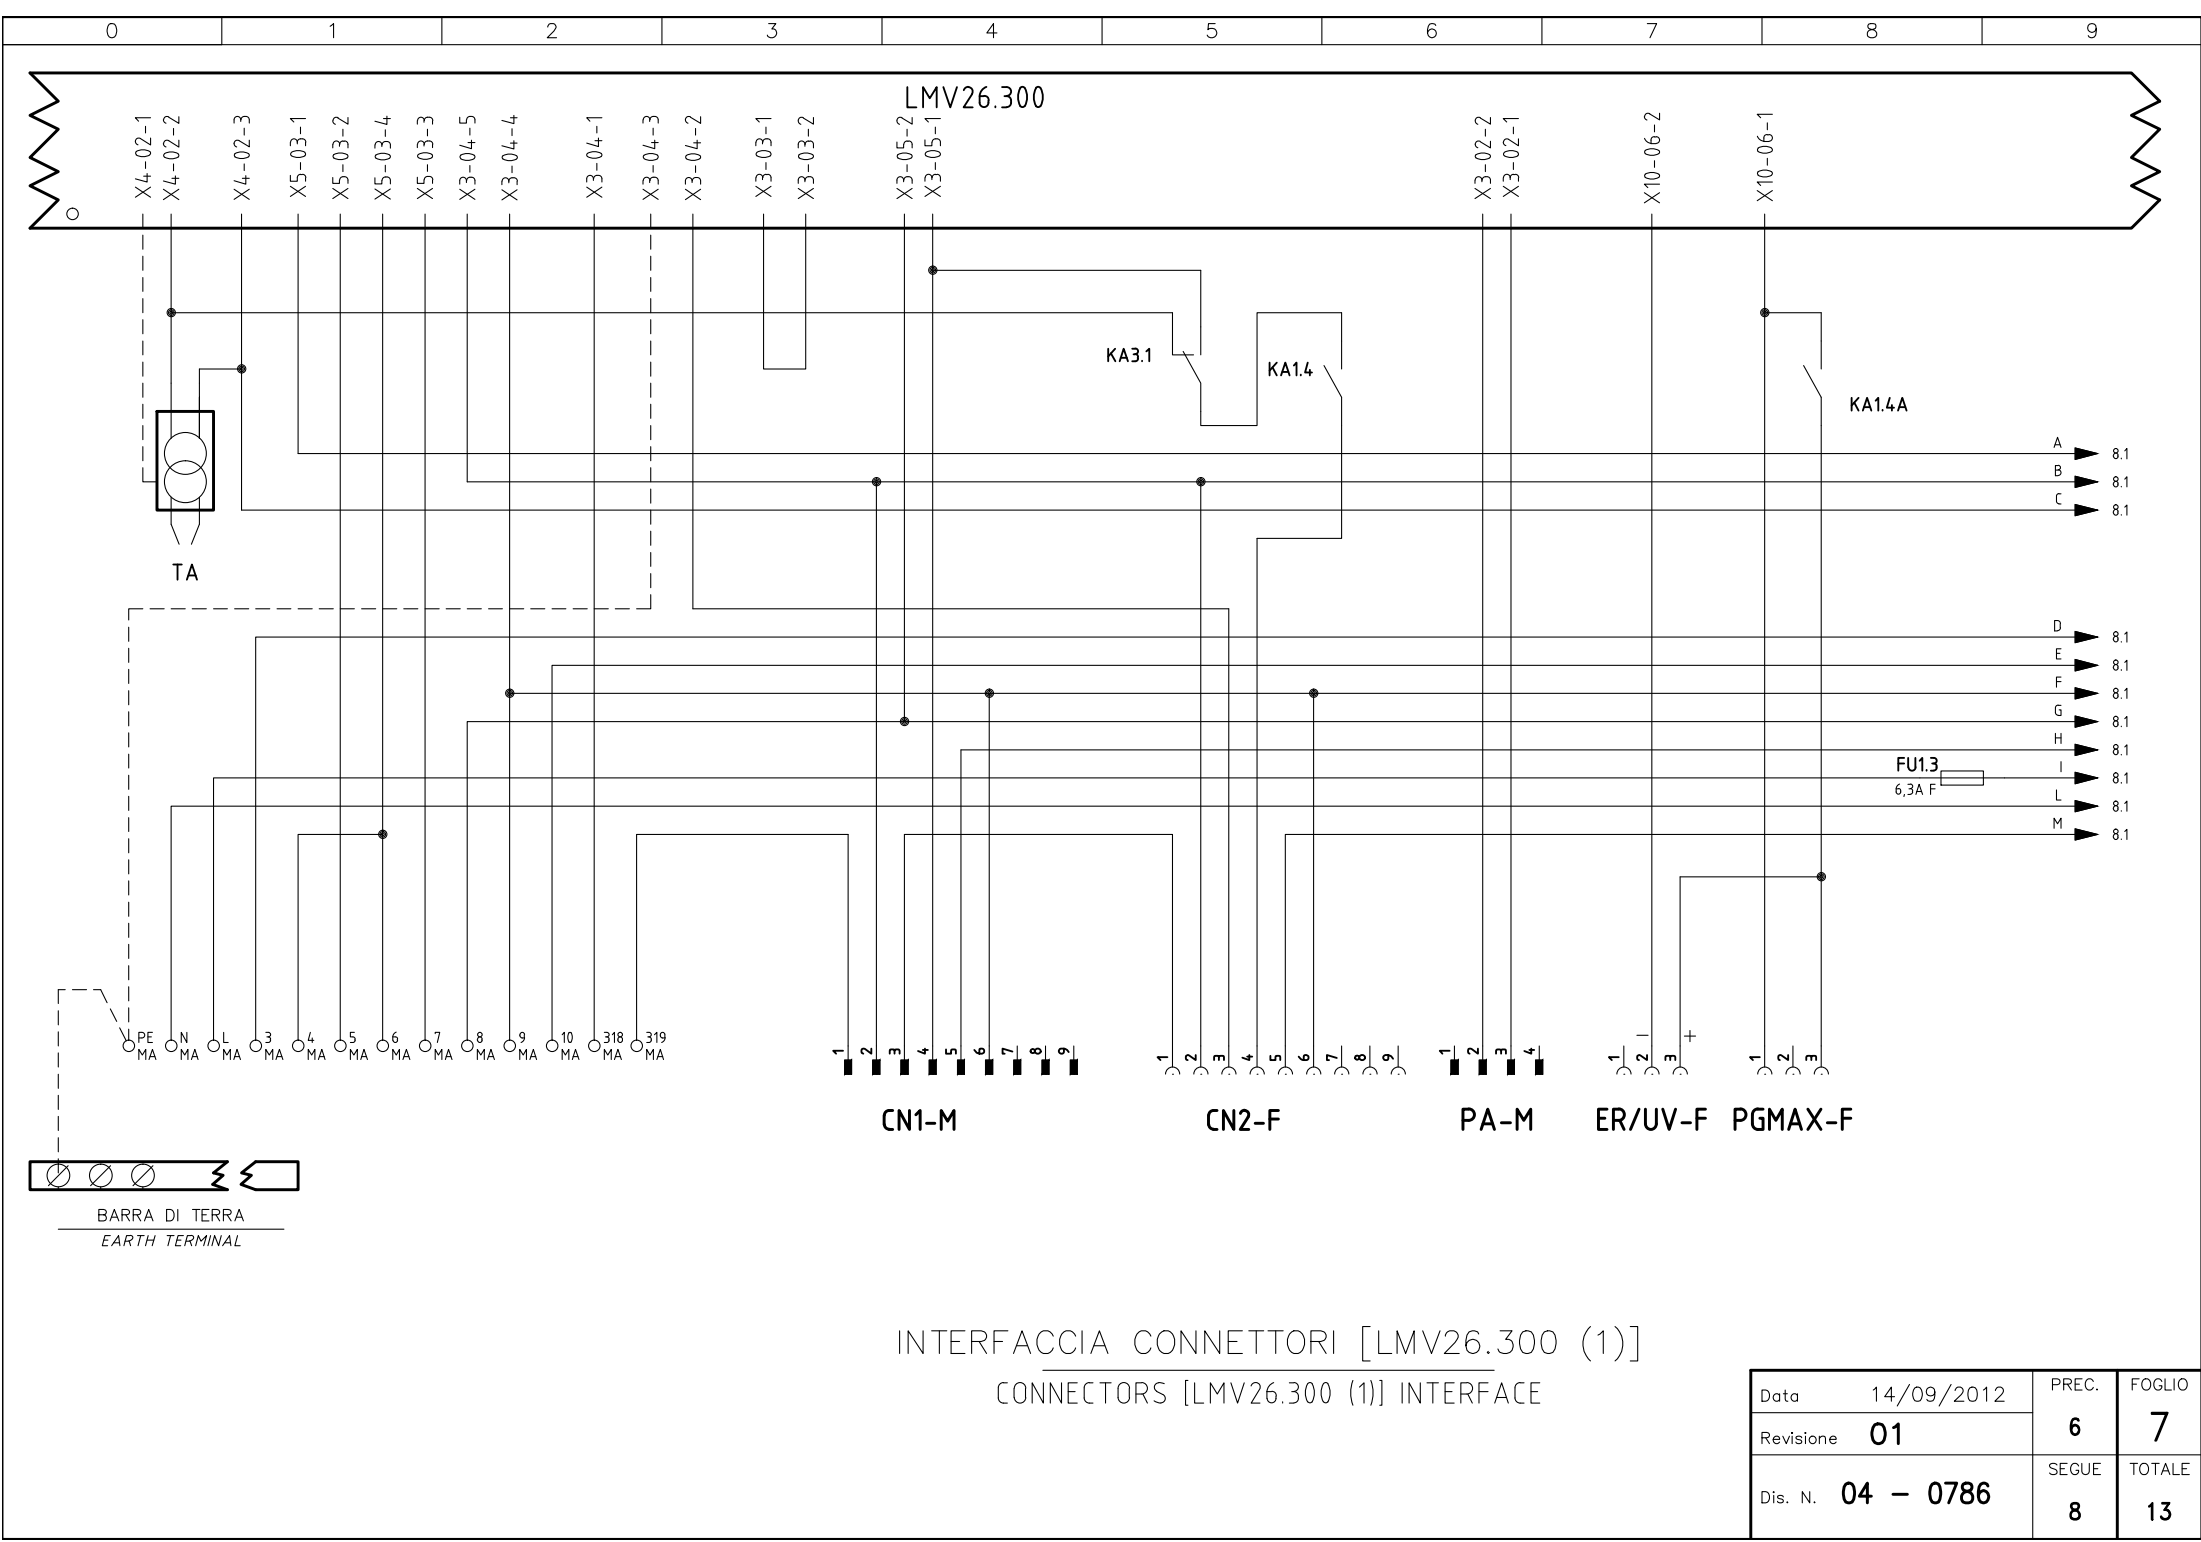 0 1 2 3 4 5 6 7 8 9
LMV26.300
X4-02-1
X4-02-2
X4-02-3
X5-03-1
X5-03-2
X5-03-4
X5-03-3
X3-04-5
X3-04-4
X3-04-1
X3-04-3
X3-04-2
X3-03-1
X3-03-2
X3-05-2
X3-05-1
X3-02-2
X3-02-1
X10-06-2
X10-06-1
KA3.1
KA1.4
KA1.4A
A 8.1
B 8.1
C 8.1
TA
D 8.1
E 8.1
F 8.1
G 8.1
H 8.1
FU1.3
6,3A F
I 8.1
L 8.1
M 8.1
PE MA
N MA
L MA
3 MA
4 MA
5 MA
6 MA
7 MA
8 MA
9 MA
10 MA
318 MA
319 MA
1 2 3 4 5 6 7 8 9
1 2 3 4 5 6 7 8 9
1 2 3 4
− +
1 2 3
1 2 3
CN1-M
CN2-F
PA-M
ER/UV-F
PGMAX-F
BARRA DI TERRA
EARTH TERMINAL
INTERFACCIA CONNETTORI [LMV26.300 (1)]
CONNECTORS [LMV26.300 (1)] INTERFACE
Data 14/09/2012
Revisione 01
Dis. N. 04 - 0786
PREC.
6
FOGLIO
7
SEGUE
8
TOTALE
13